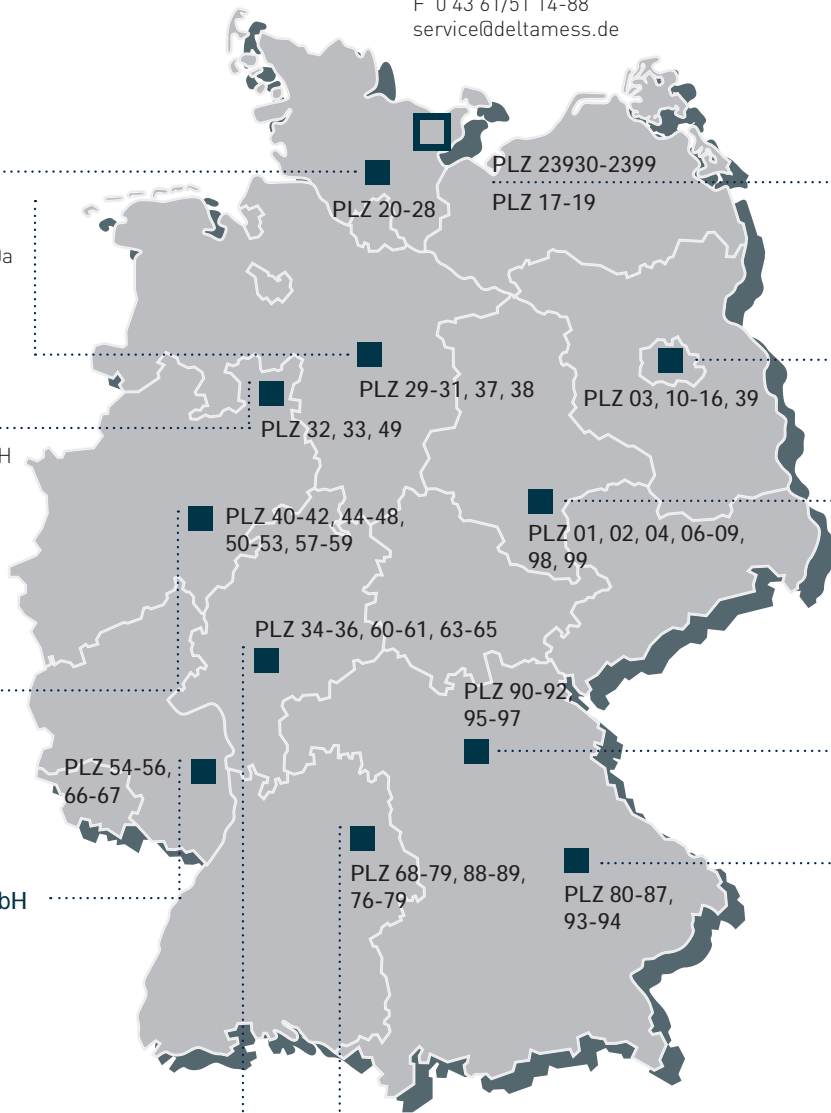 F 0 43 61/51 14-88
service@deltamess.de
PLZ 23930-2399
PLZ 17-19
PLZ 20-28
PLZ 29-31, 37, 38
PLZ 03, 10-16, 39
PLZ 32, 33, 49
H
PLZ 40-42, 44-48,
50-53, 57-59
PLZ 01, 02, 04, 06-09,
98, 99
PLZ 34-36, 60-61, 63-65
PLZ 90-92,
95-97
PLZ 54-56,
66-67
PLZ 68-79, 88-89,
76-79
PLZ 80-87,
93-94
bH